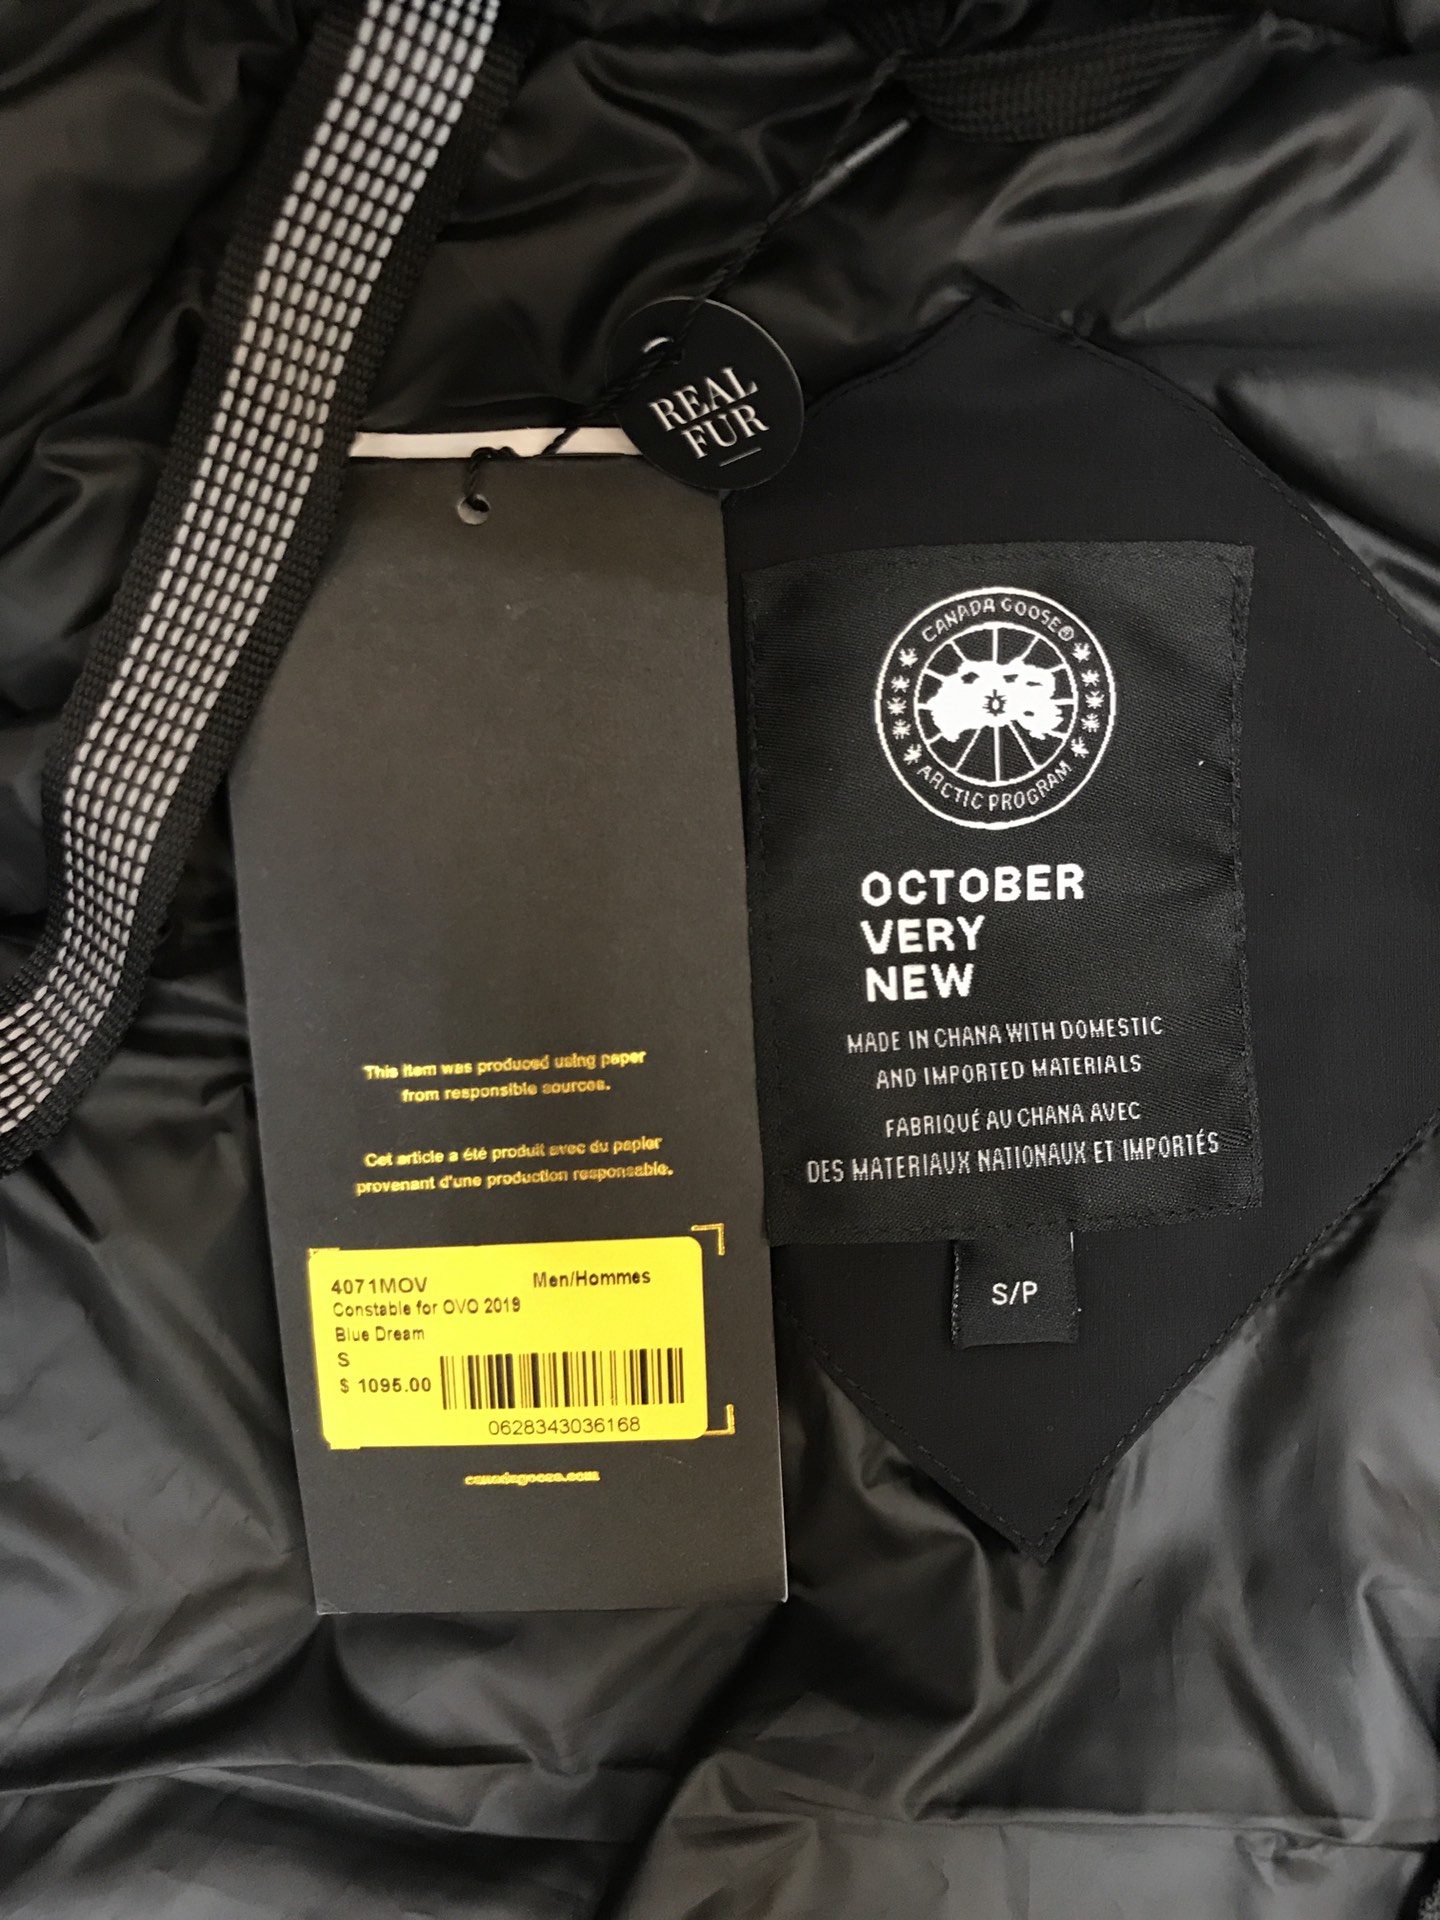 REAL
FUR
This item was produced using paper
from responsible sources.
Cet article a été produit avec du papier
provenant d'une production responsable.
4071MOV Men/Hommes
Constable for OVO 2019
Blue Dream
S
$ 1095.00
0628343036168
canadagoose.com
CANADA GOOSE®
ARCTIC PROGRAM
OCTOBER
VERY
NEW
MADE IN CHANA WITH DOMESTIC
AND IMPORTED MATERIALS
FABRIQUÉ AU CHANA AVEC
DES MATERIAUX NATIONAUX ET IMPORTÉS
S/P